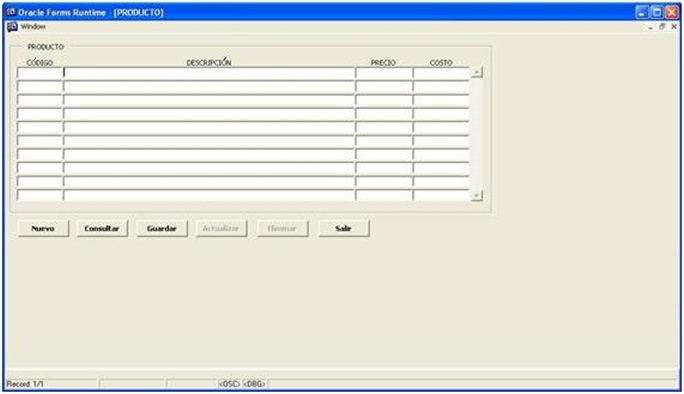 Oracle Forms Runtime - [PRODUCTO]
Window
PRODUCTO
CÓDIGO DESCRIPCIÓN PRECIO COSTO
Nuevo Consultar Guardar Actualizar Eliminar Salir
Record: 1/1 <OSC> <DBG>